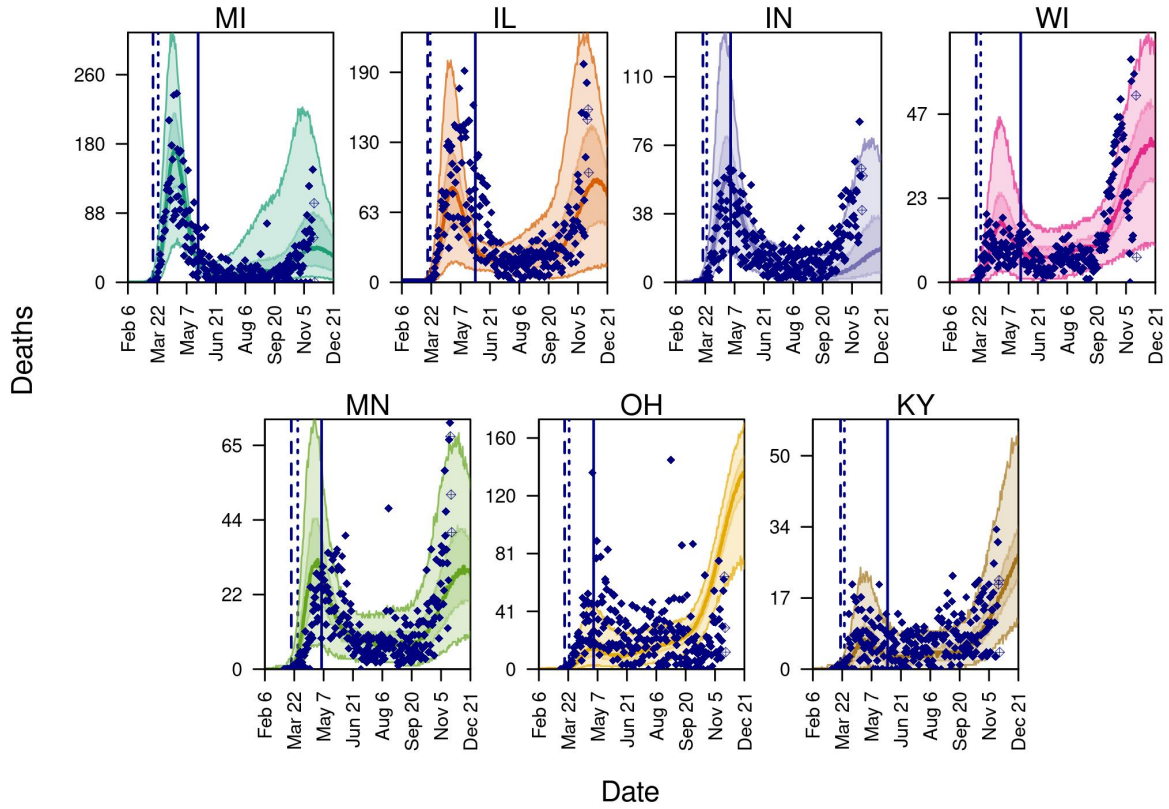 MI
IL
IN
WI
260
180
88
0
190
130
63
0
110
76
38
0
47
23
0
Feb 6
Mar 22
May 7
Jun 21
Aug 6
Sep 20
Nov 5
Dec 21
Feb 6
Mar 22
May 7
Jun 21
Aug 6
Sep 20
Nov 5
Dec 21
Feb 6
Mar 22
May 7
Jun 21
Aug 6
Sep 20
Nov 5
Dec 21
Feb 6
Mar 22
May 7
Jun 21
Aug 6
Sep 20
Nov 5
Dec 21
Deaths
MN
OH
KY
65
44
22
0
160
120
81
41
0
50
34
17
0
Feb 6
Mar 22
May 7
Jun 21
Aug 6
Sep 20
Nov 5
Dec 21
Feb 6
Mar 22
May 7
Jun 21
Aug 6
Sep 20
Nov 5
Dec 21
Feb 6
Mar 22
May 7
Jun 21
Aug 6
Sep 20
Nov 5
Dec 21
Date